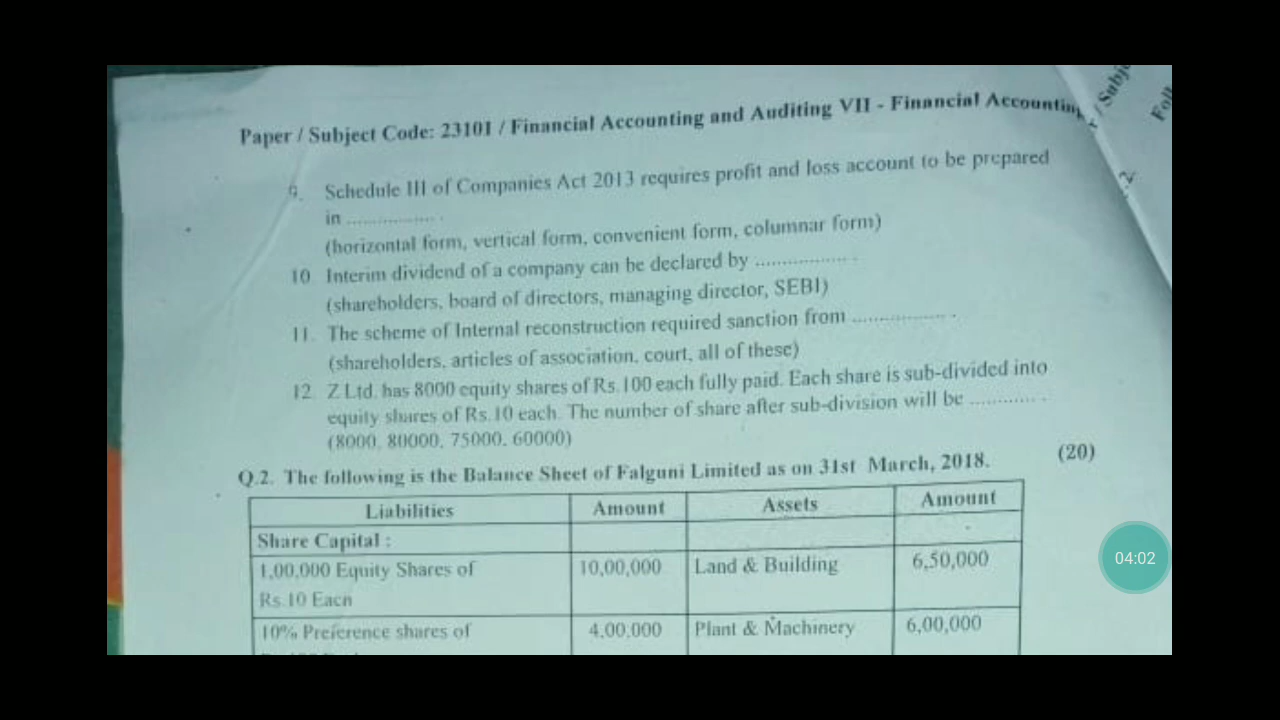 Paper / Subject Code: 23101 / Financial Accounting and Auditing VII - Financial Accounting
/ Subje
Foll
9. Schedule III of Companies Act 2013 requires profit and loss account to be prepared
in .................. .
(horizontal form, vertical form, convenient form, columnar form)
10. Interim dividend of a company can be declared by .................. .
(shareholders, board of directors, managing director, SEBI)
11. The scheme of Internal reconstruction required sanction from .................. .
(shareholders, articles of association, court, all of these)
12. Z Ltd. has 8000 equity shares of Rs.100 each fully paid. Each share is sub-divided into
equity shares of Rs.10 each. The number of share after sub-division will be ............. .
(8000, 80000, 75000, 60000)
Q.2. The following is the Balance Sheet of Falguni Limited as on 31st March, 2018. (20)
Liabilities Amount Assets Amount
Share Capital :
1,00,000 Equity Shares of 10,00,000 Land & Building 6,50,000
Rs.10 Each
10% Preference shares of 4,00,000 Plant & Machinery 6,00,000
04:02